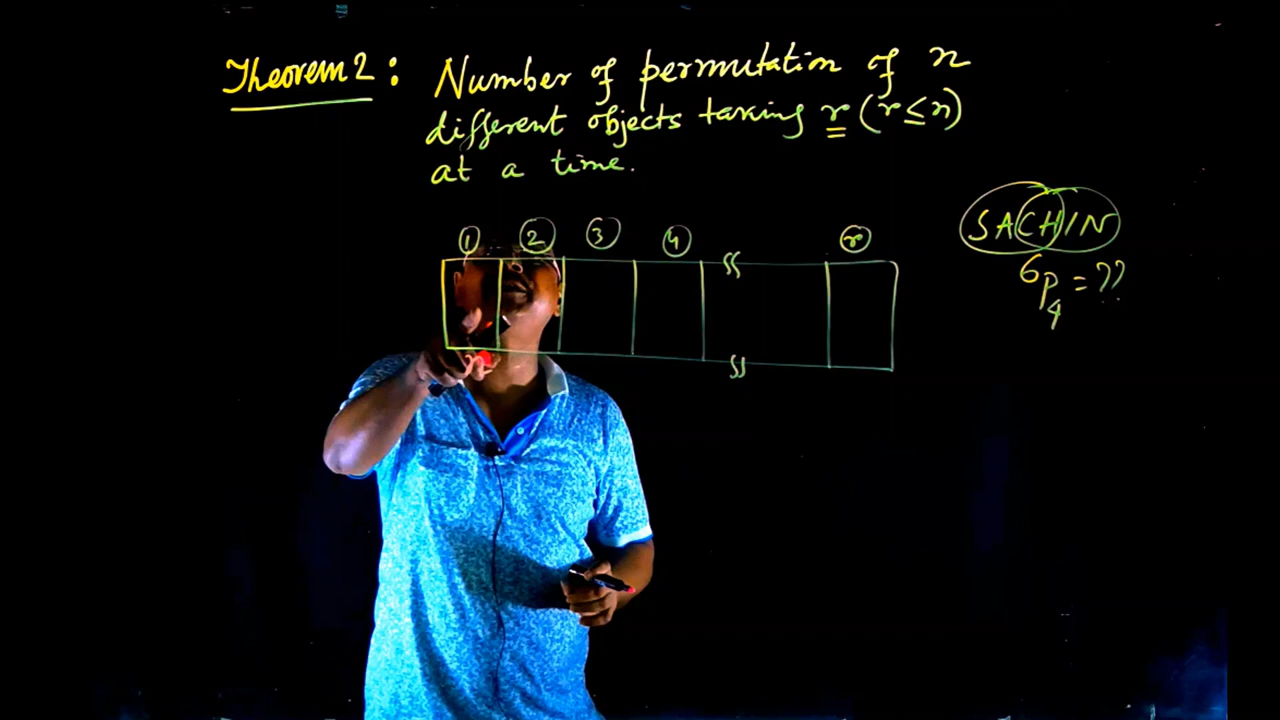 Theorem 2: Number of permutation of n
different objects taking r (r ≤ n)
at a time.
① ② ③ ④ ⓡ
SACHIN
⁶P₄ = ??